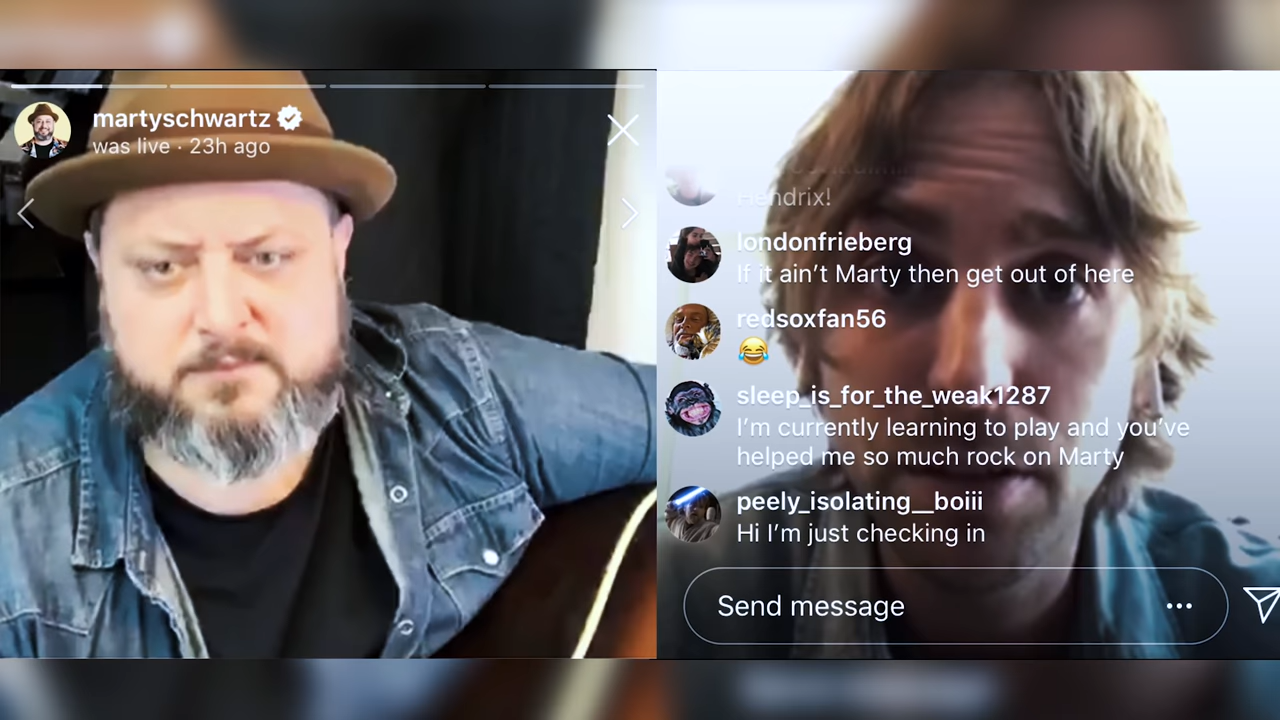 martyschwartz
was live · 23h ago
Hendrix!
londonfrieberg
If it ain't Marty then get out of here
redsoxfan56
😂
sleep_is_for_the_weak1287
I'm currently learning to play and you've
helped me so much rock on Marty
peely_isolating__boiii
Hi I'm just checking in
Send message